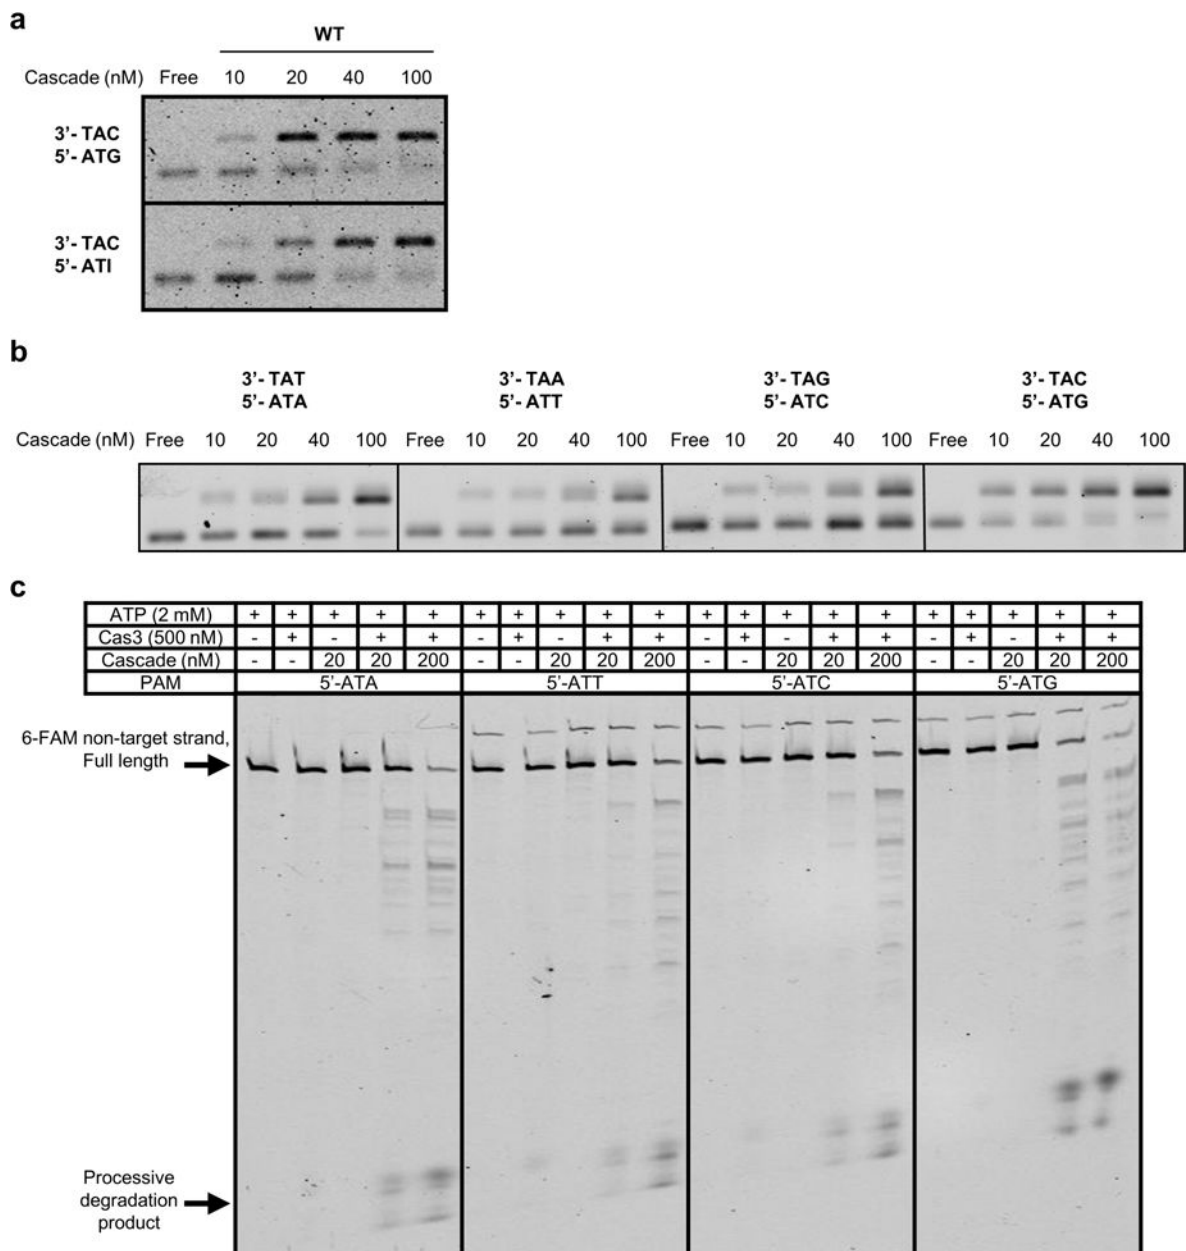 a
WT
Cascade (nM) Free 10 20 40 100
3'- TAC
5'- ATG
3'- TAC
5'- ATI
b
3'- TAT 3'- TAA 3'- TAG 3'- TAC
5'- ATA 5'- ATT 5'- ATC 5'- ATG
Cascade (nM) Free 10 20 40 100 Free 10 20 40 100 Free 10 20 40 100 Free 10 20 40 100
c
ATP (2 mM) + + + + + + + + + + + + + + + + + + + +
Cas3 (500 nM) - + - + + - + - + + - + - + + - + - + +
Cascade (nM) - - 20 20 200 - - 20 20 200 - - 20 20 200 - - 20 20 200
PAM 5'-ATA 5'-ATT 5'-ATC 5'-ATG
6-FAM non-target strand,
Full length
Processive
degradation
product